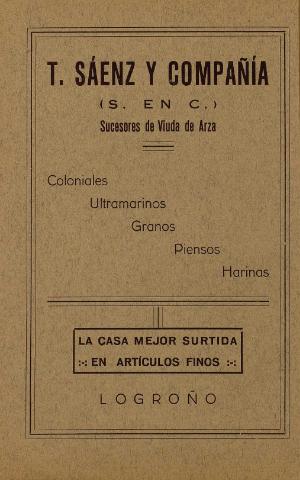 T. SÁENZ Y COMPAÑÍA
(S. EN C.)
Sucesores de Viuda de Arza
Coloniales
Ultramarinos
Granos
Piensos
Harinas
LA CASA MEJOR SURTIDA
:-: EN ARTÍCULOS FINOS :-:
LOGROÑO